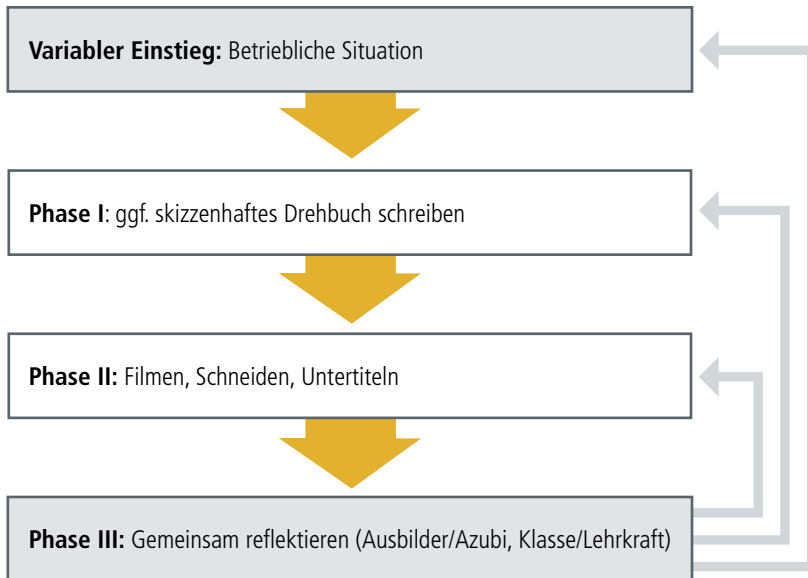 Variabler Einstieg: Betriebliche Situation
Phase I: ggf. skizzenhaftes Drehbuch schreiben
Phase II: Filmen, Schneiden, Untertiteln
Phase III: Gemeinsam reflektieren (Ausbilder/Azubi, Klasse/Lehrkraft)